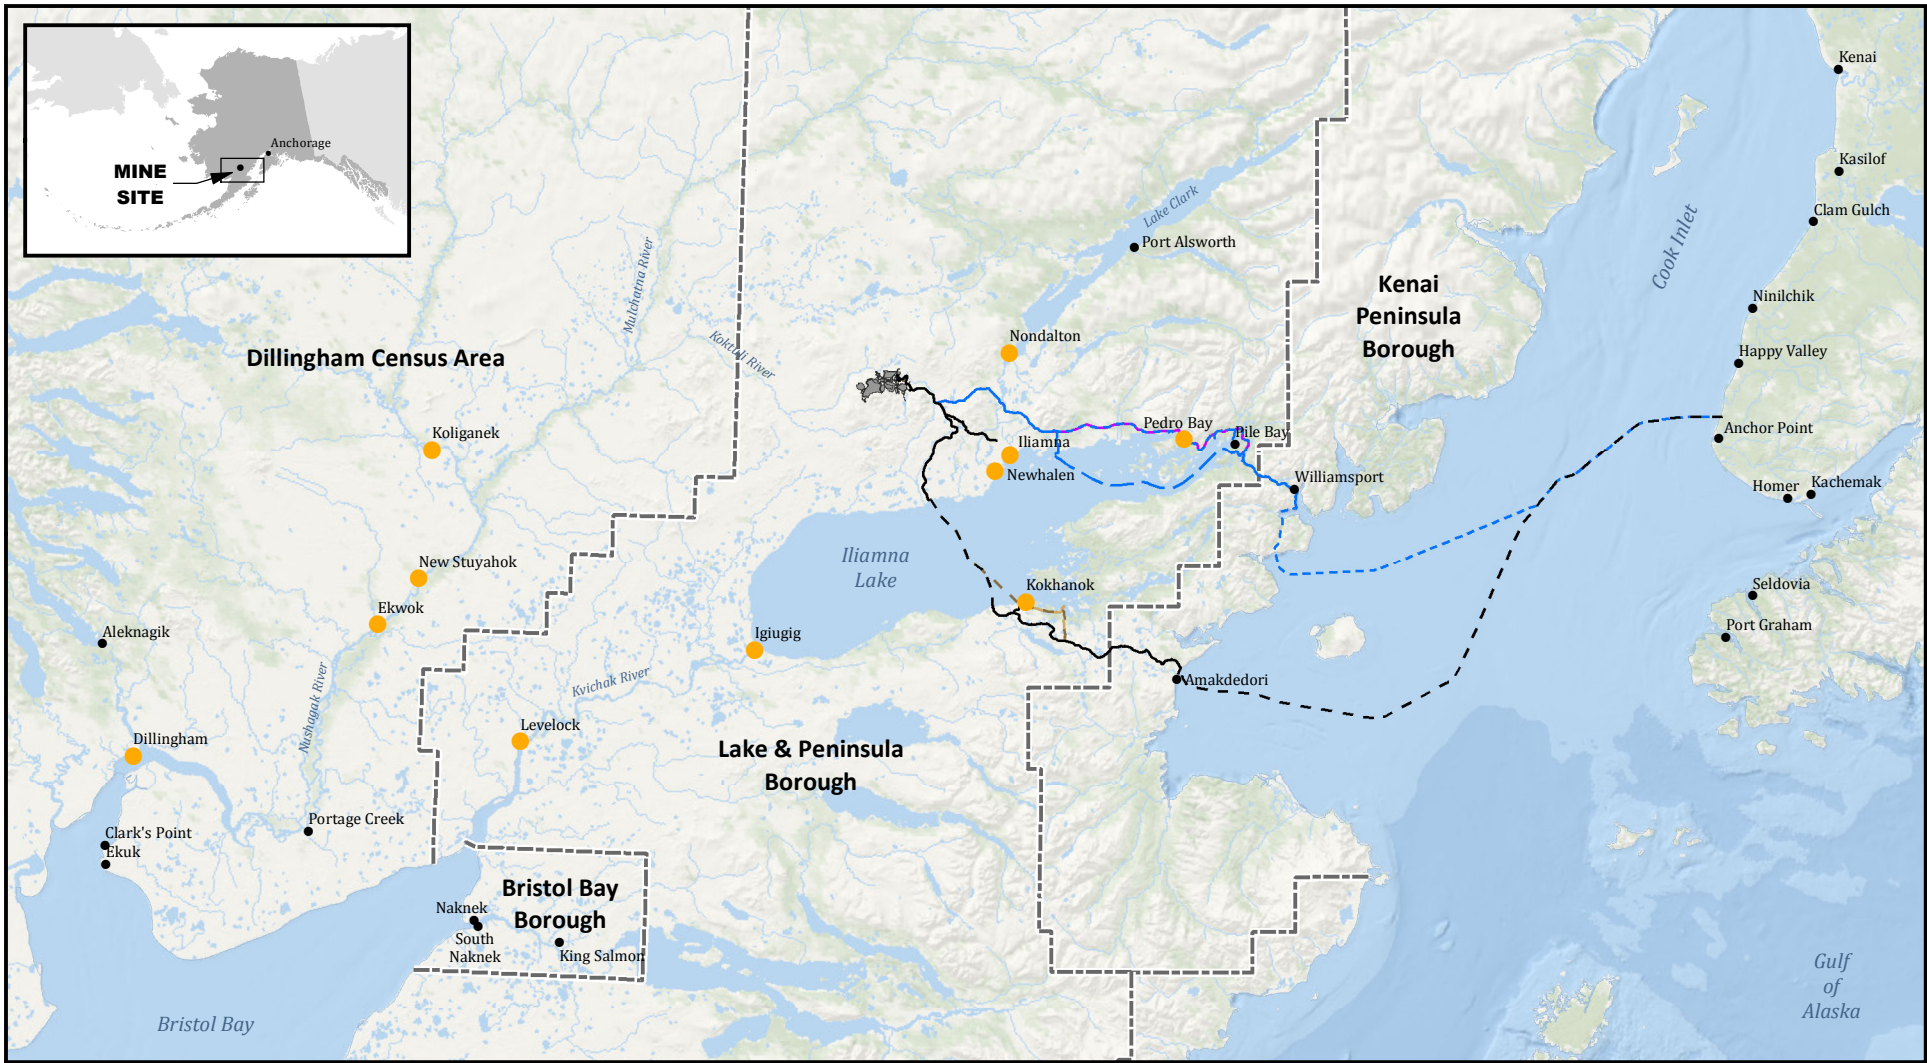 Anchorage
MINE
SITE
Kenai
Kasilof
Clam Gulch
Lake Clark
Port Alsworth
Cook Inlet
Mulchatna River
Kenai
Peninsula
Borough
Ninilchik
Koktuli River
Nondalton
Dillingham Census Area
Happy Valley
Koliganek
Pedro Bay
Pile Bay
Iliamna
Anchor Point
Newhalen
Williamsport
Homer
Kachemak
Iliamna
Lake
New Stuyahok
Kokhanok
Seldovia
Ekwok
Aleknagik
Igiugig
Port Graham
Kvichak River
Amakdedori
Nushagak River
Levelock
Dillingham
Lake & Peninsula
Borough
Portage Creek
Clark's Point
Ekuk
Bristol Bay
Borough
Naknek
South
Naknek
King Salmon
Gulf
of
Alaska
Bristol Bay